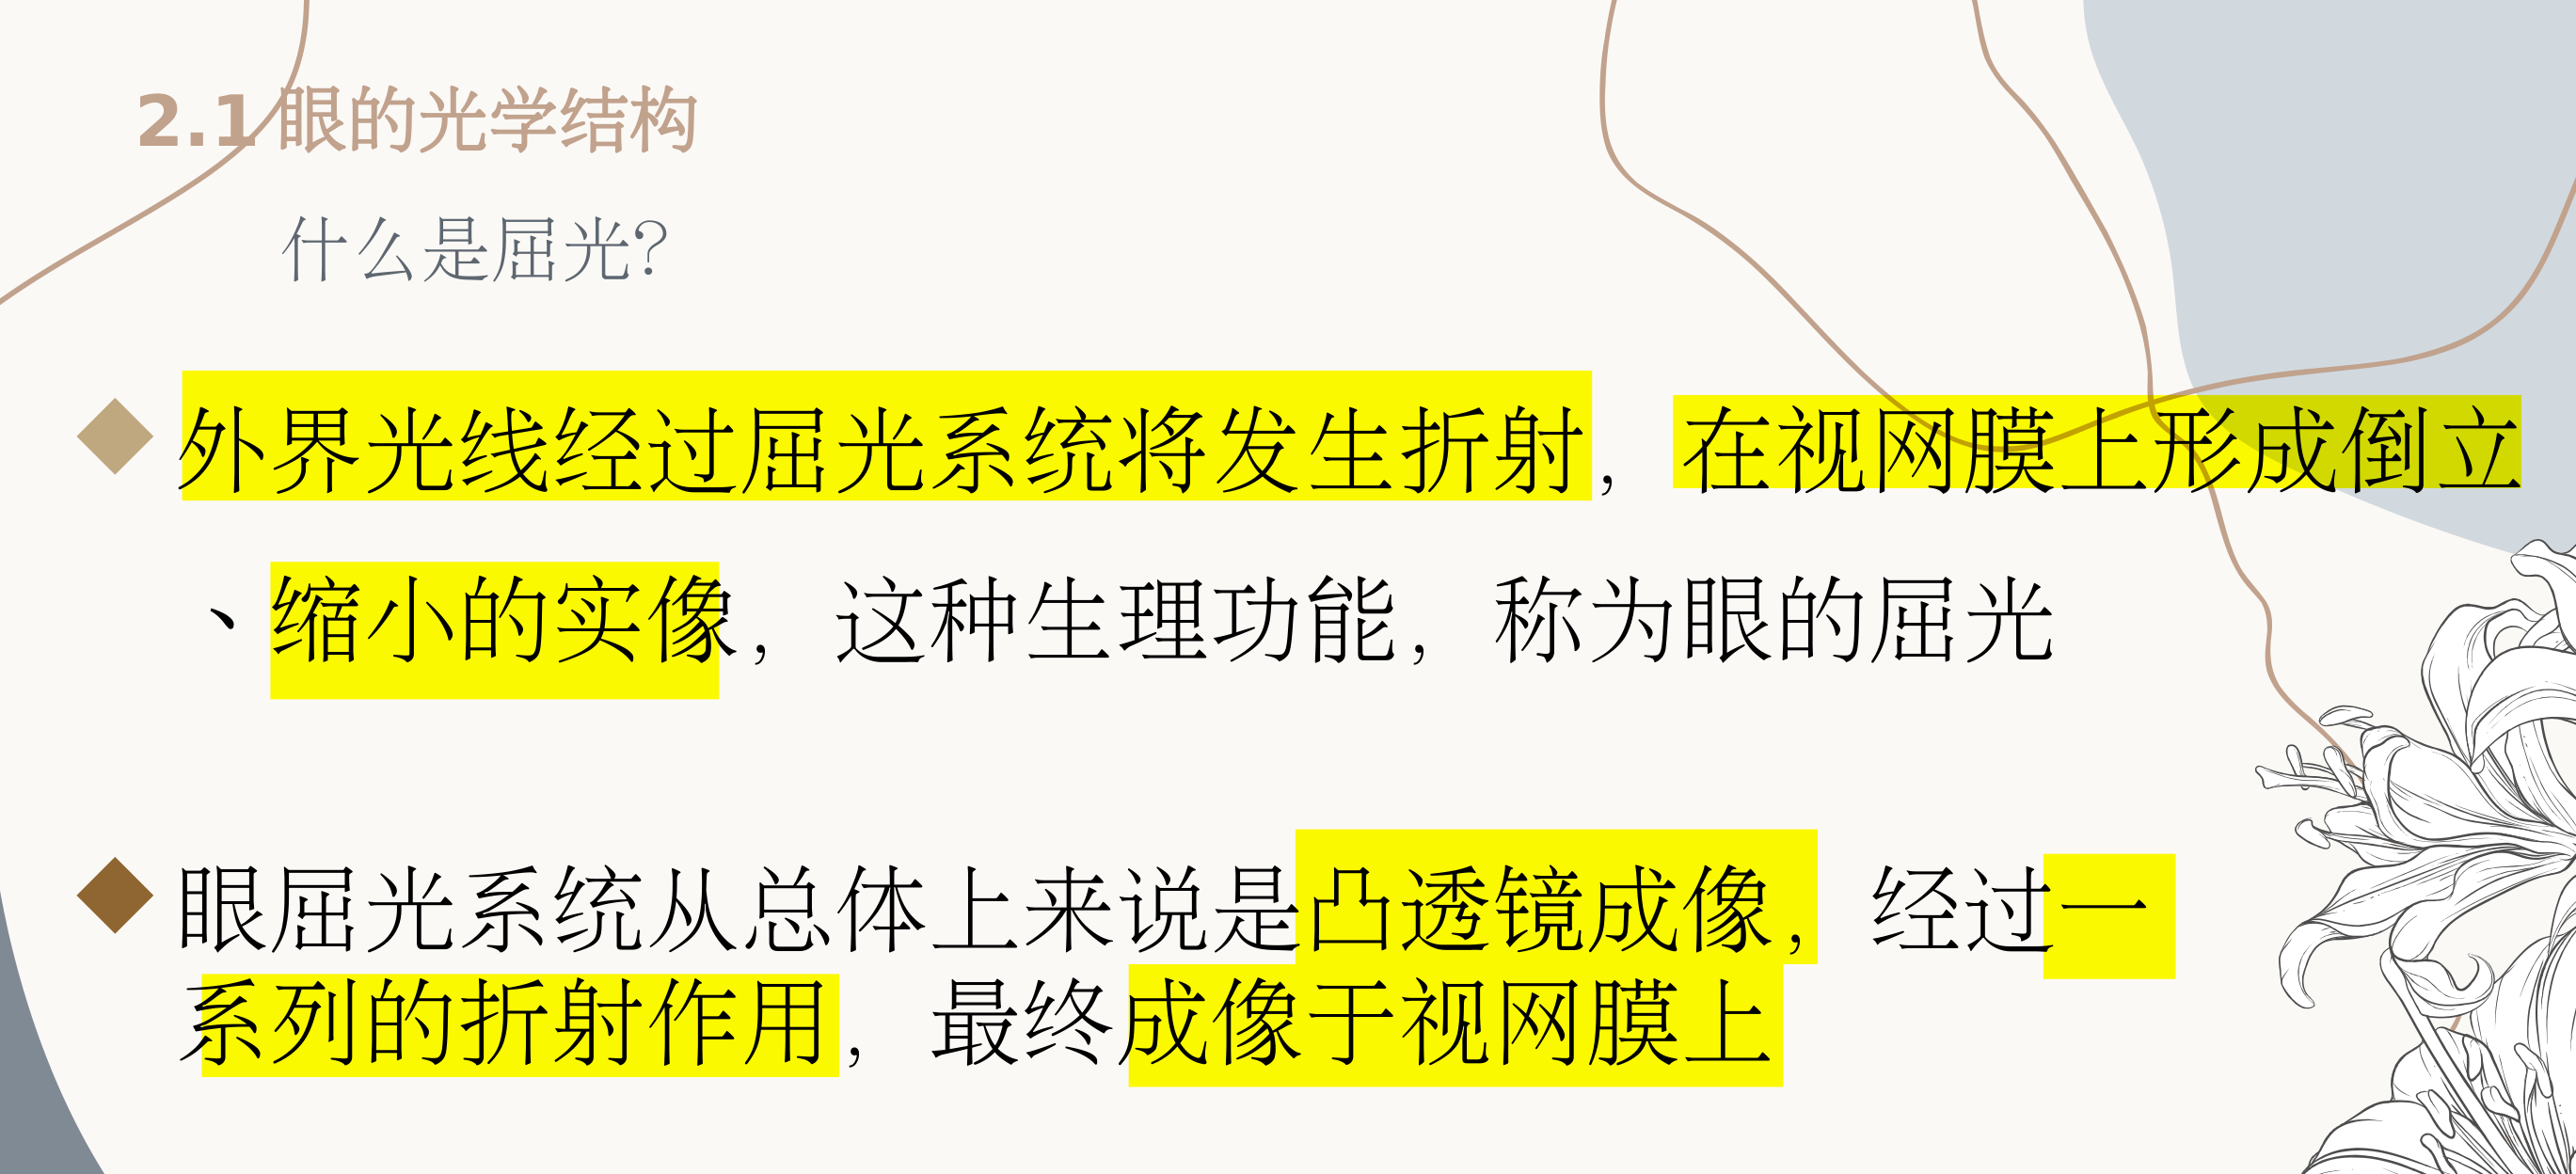 2.1 眼的光学结构
什么是屈光？
外界光线经过屈光系统将发生折射，在视网膜上形成倒立
、缩小的实像，这种生理功能，称为眼的屈光
眼屈光系统从总体上来说是凸透镜成像，经过一
系列的折射作用，最终成像于视网膜上